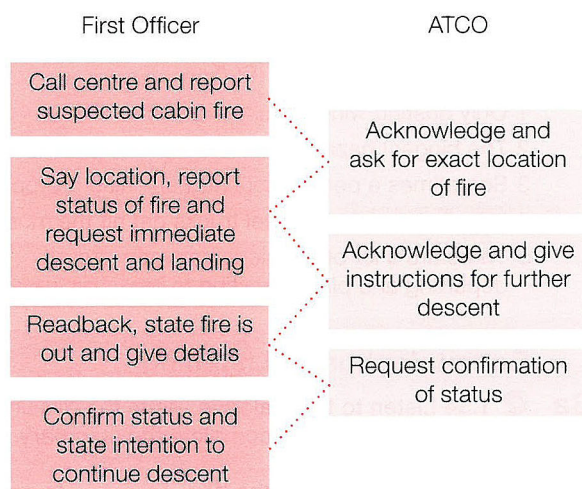 First Officer
ATCO
Call centre and report
suspected cabin fire
Acknowledge and
ask for exact location
of fire
Say location, report
status of fire and
request immediate
descent and landing
Acknowledge and give
instructions for further
descent
Readback, state fire is
out and give details
Request confirmation
of status
Confirm status and
state intention to
continue descent